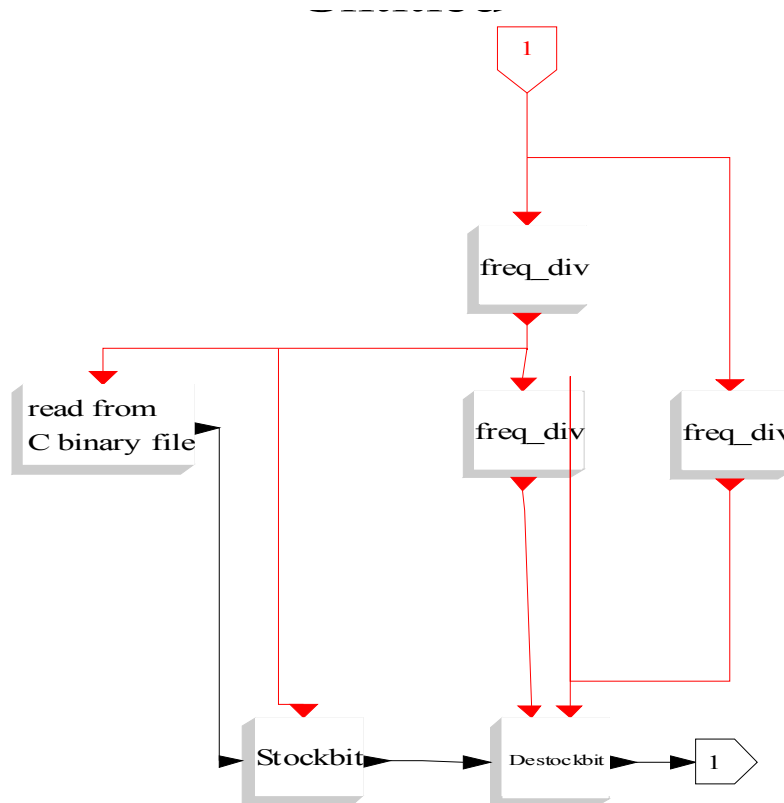 1
freq_div
read from
C binary file
freq_div
freq_div
Stockbit
Destockbit
1